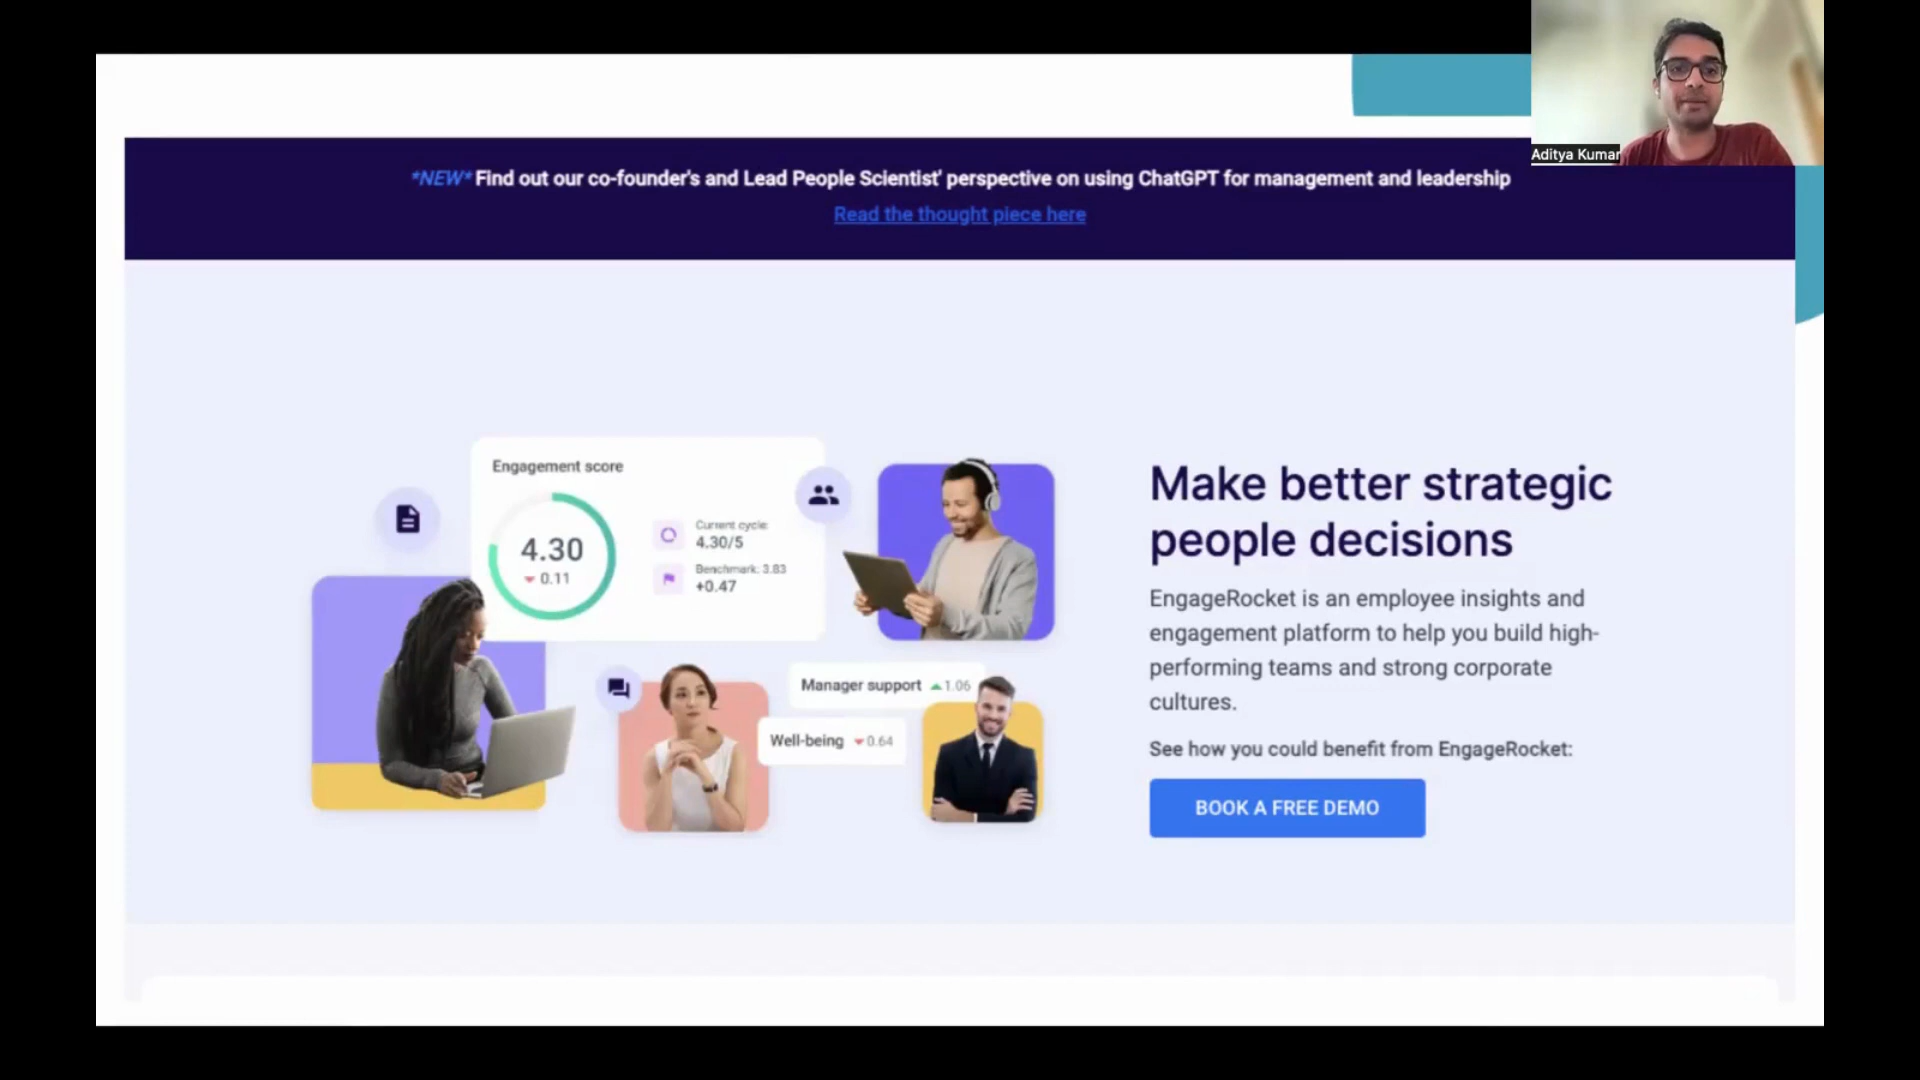 Aditya Kumar
*NEW* Find out our co-founder's and Lead People Scientist' perspective on using ChatGPT for management and leadership
Read the thought piece here
Engagement score
4.30
0.11
Current cycle:
4.30/5
Benchmark: 3.83
+0.47
Manager support 1.06
Well-being 0.64
Make better strategic
people decisions
EngageRocket is an employee insights and
engagement platform to help you build high-
performing teams and strong corporate
cultures.
See how you could benefit from EngageRocket:
BOOK A FREE DEMO